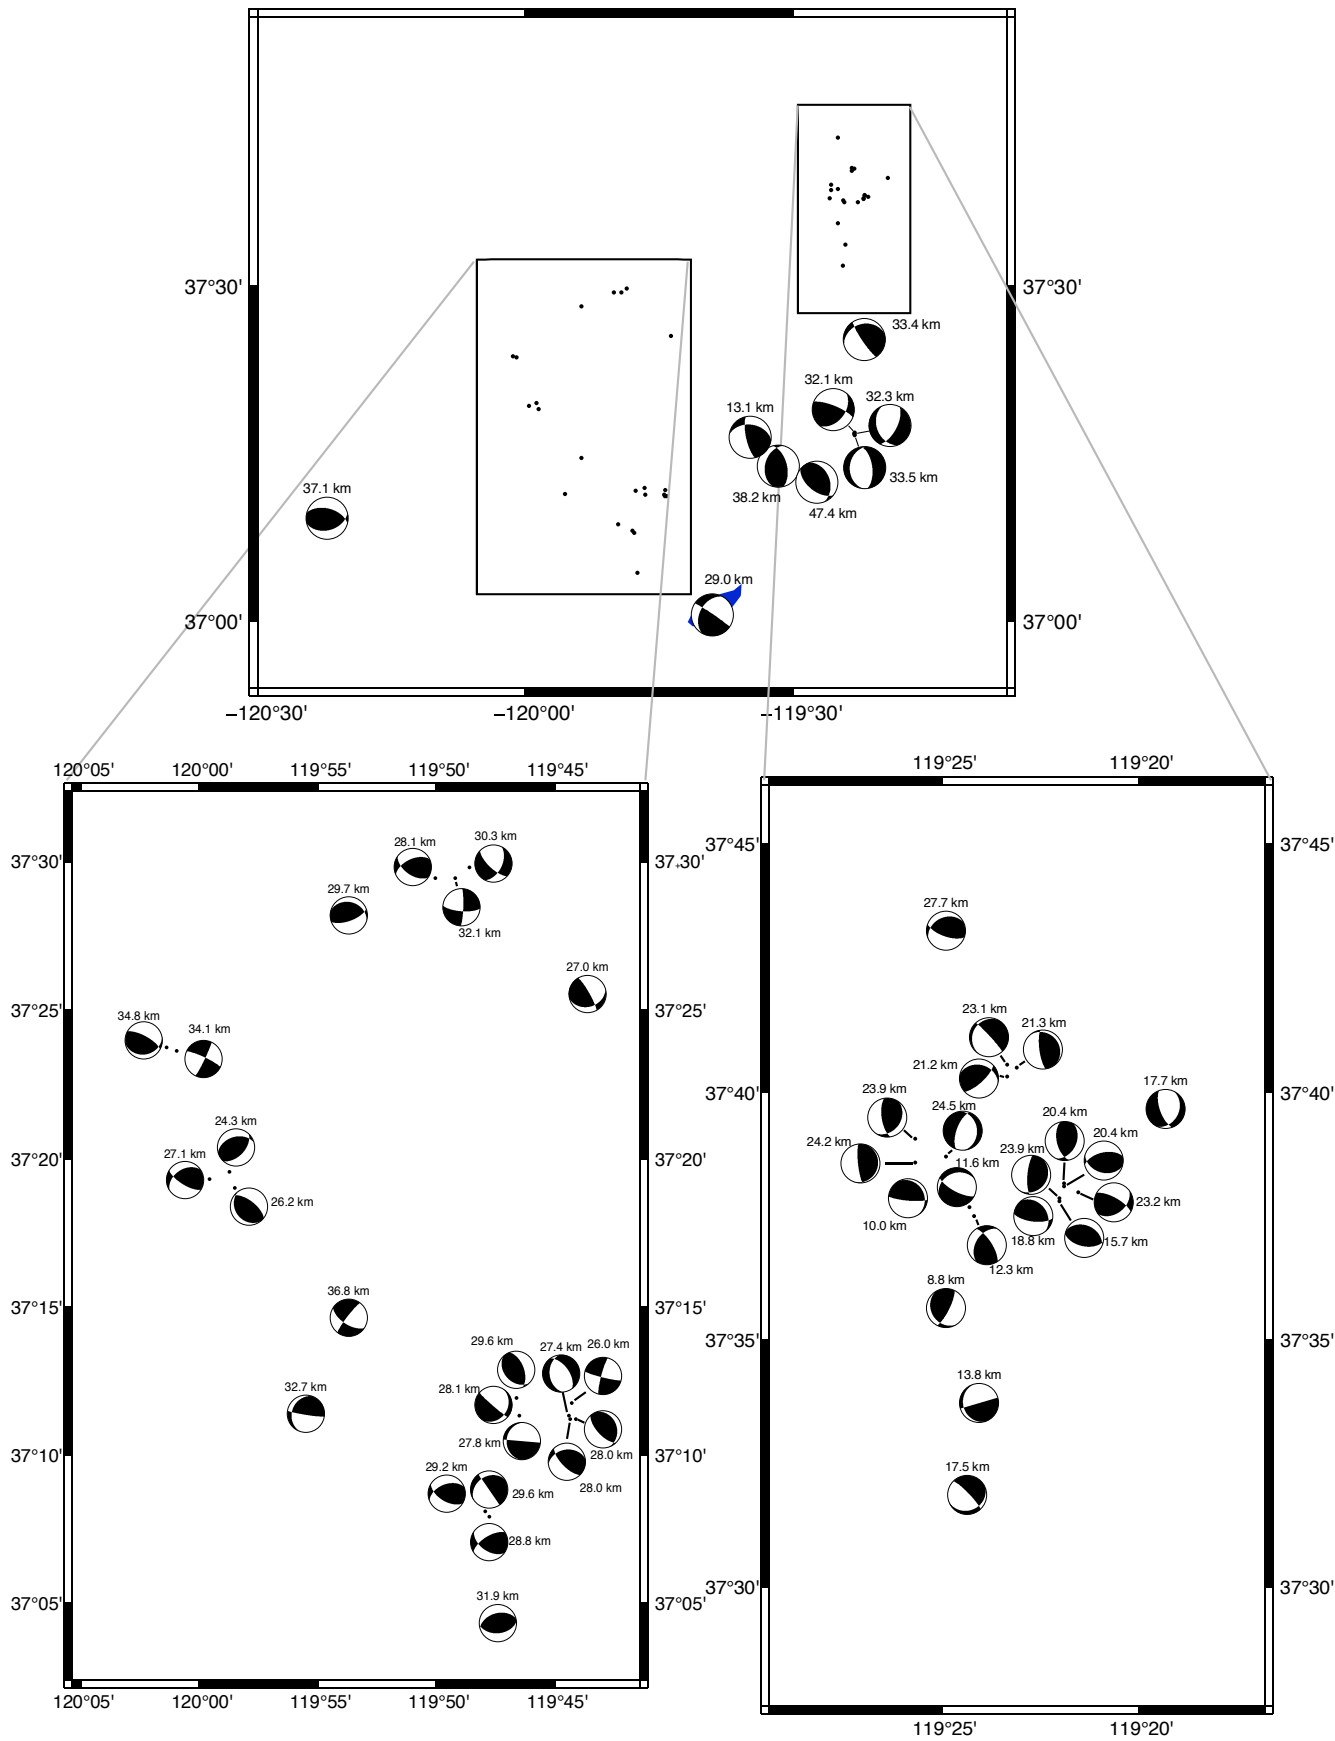 37°30'
37°30'
33.4 km
32.1 km
32.3 km
13.1 km
33.5 km
37.1 km
38.2 km
47.4 km
29.0 km
37°00'
37°00'
−120°30'
−120°00'
−119°30'
120°05'
120°00'
119°55'
119°50'
119°45'
119°25'
119°20'
37°30'
28.1 km
30.3 km
37°30'
29.7 km
32.1 km
27.0 km
37°25'
37°25'
34.8 km
34.1 km
24.3 km
37°20'
27.1 km
37°20'
26.2 km
36.8 km
37°15'
37°15'
29.6 km
27.4 km
26.0 km
32.7 km
28.1 km
27.8 km
28.0 km
37°10'
37°10'
29.2 km
29.6 km
28.0 km
28.8 km
31.9 km
37°05'
37°05'
120°05'
120°00'
119°55'
119°50'
119°45'
37°45'
37°45'
27.7 km
23.1 km
21.3 km
21.2 km
17.7 km
37°40'
37°40'
23.9 km
24.5 km
20.4 km
20.4 km
24.2 km
23.9 km
11.6 km
23.2 km
10.0 km
18.8 km
15.7 km
12.3 km
8.8 km
37°35'
37°35'
13.8 km
17.5 km
37°30'
37°30'
119°25'
119°20'